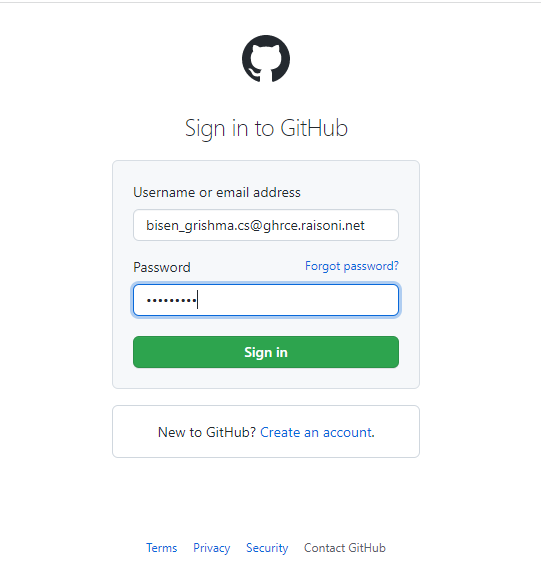 Sign in to GitHub
Username or email address
bisen_grishma.cs@ghrce.raisoni.net
Password Forgot password?
•••••••••
Sign in
New to GitHub? Create an account.
Terms Privacy Security Contact GitHub